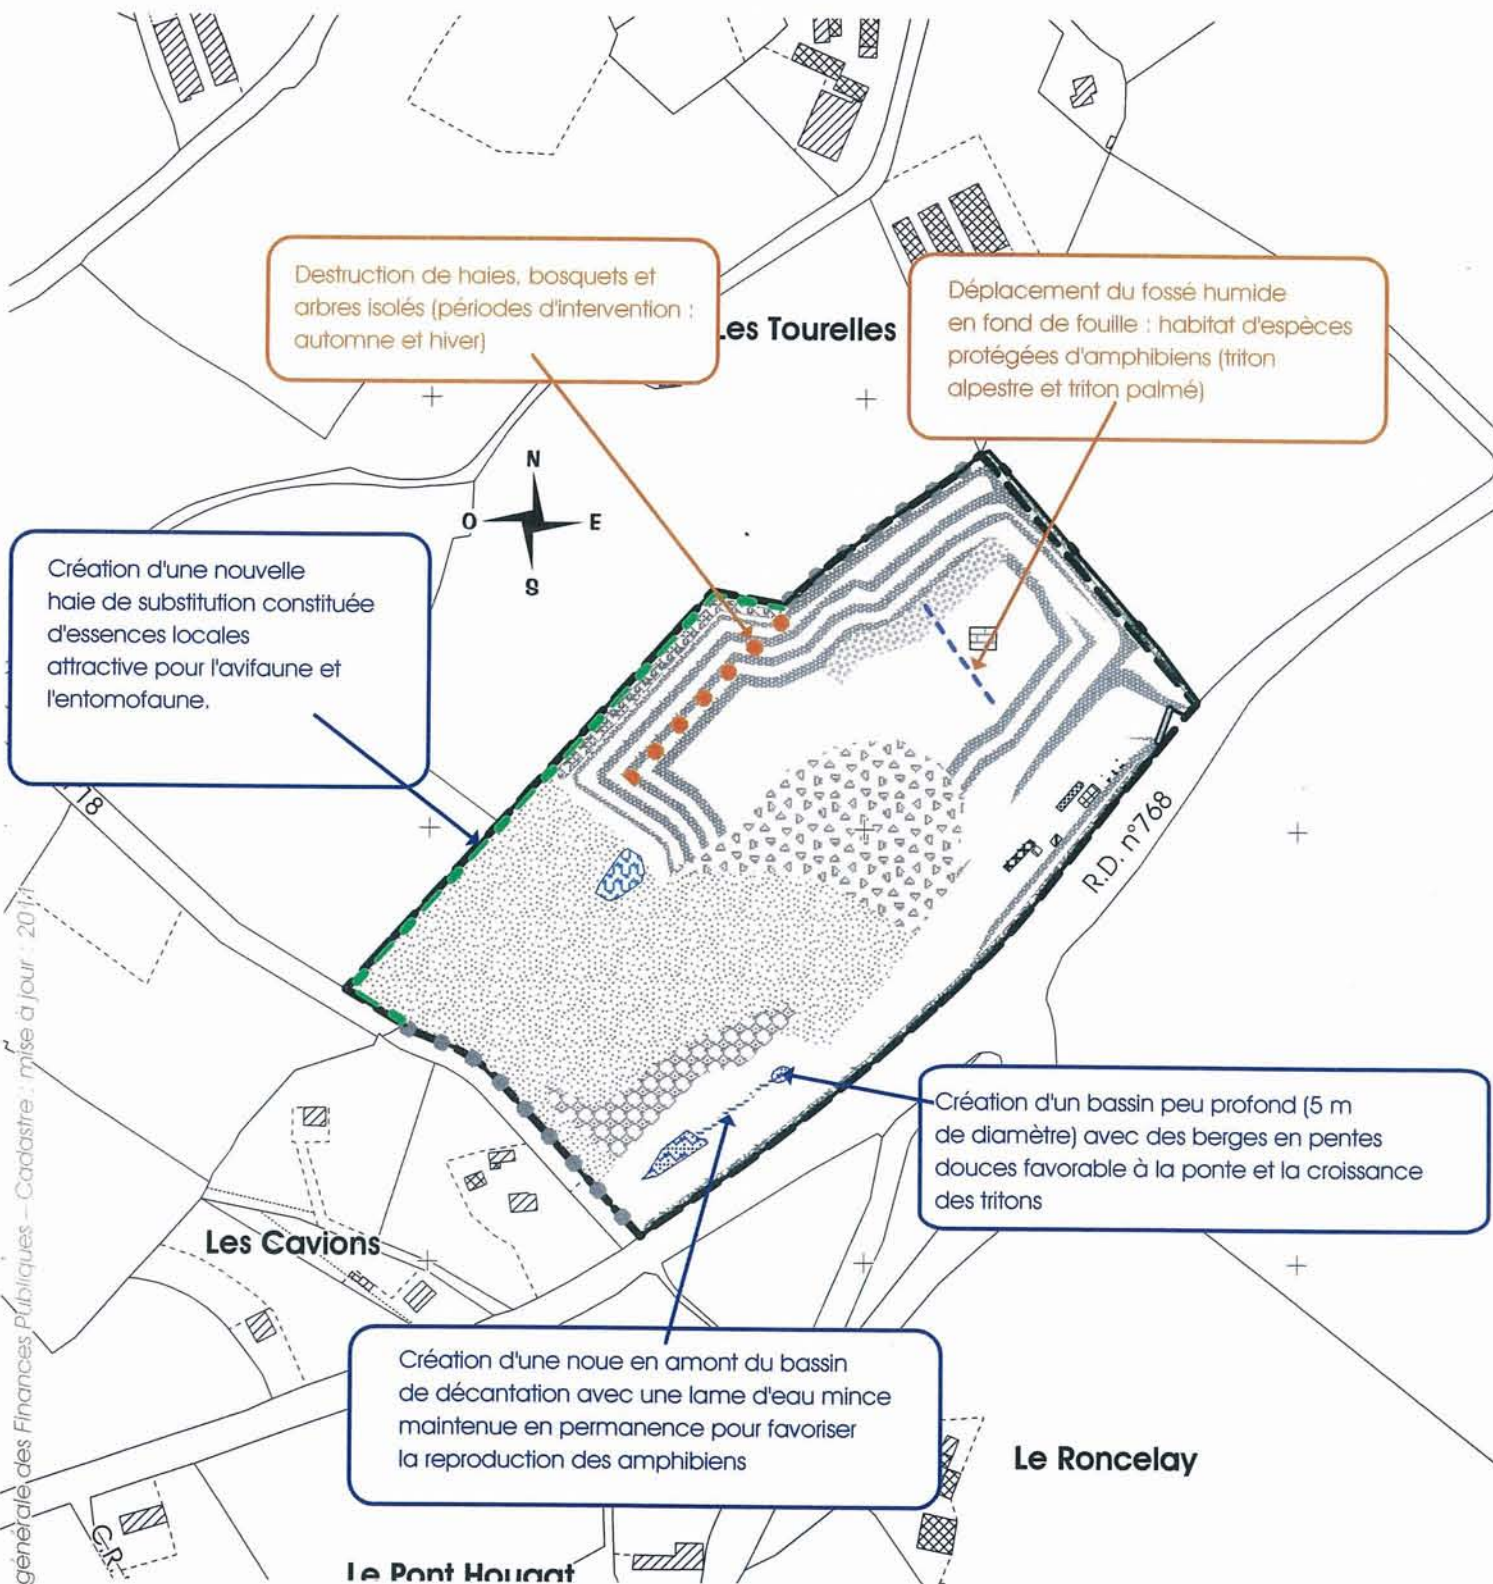 Destruction de haies, bosquets et
arbres isolés (périodes d'intervention :
automne et hiver)
Les Tourelles
Déplacement du fossé humide
en fond de fouille : habitat d'espèces
protégées d'amphibiens (triton
alpestre et triton palmé)
N
O
E
S
Création d'une nouvelle
haie de substitution constituée
d'essences locales
attractive pour l'avifaune et
l'entomofaune.
18
R.D. n°768
générale des Finances Publiques – Cadastre : mise à jour : 2011
Création d'un bassin peu profond (5 m
de diamètre) avec des berges en pentes
douces favorable à la ponte et la croissance
des tritons
Les Cavions
Création d'une noue en amont du bassin
de décantation avec une lame d'eau mince
maintenue en permanence pour favoriser
la reproduction des amphibiens
Le Roncelay
C.R.
Le Pont Hougat